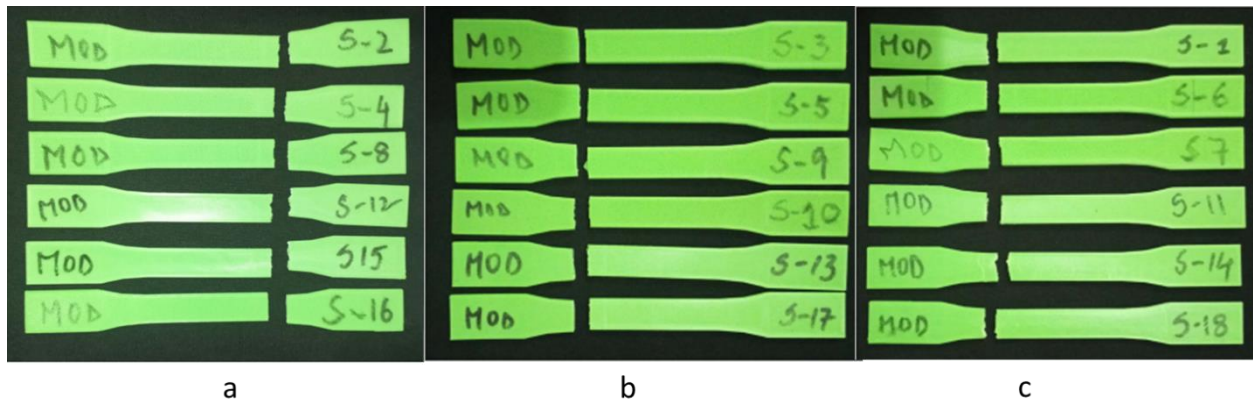 MOD S-2
MOD S-4
MOD S-8
MOD S-12
MOD S15
MOD S-16
a
MOD S-3
MOD S-5
MOD S-9
MOD S-10
MOD S-13
MOD S-17
b
MOD S-1
MOD S-6
MOD S7
MOD S-11
MOD S-14
MOD S-18
c